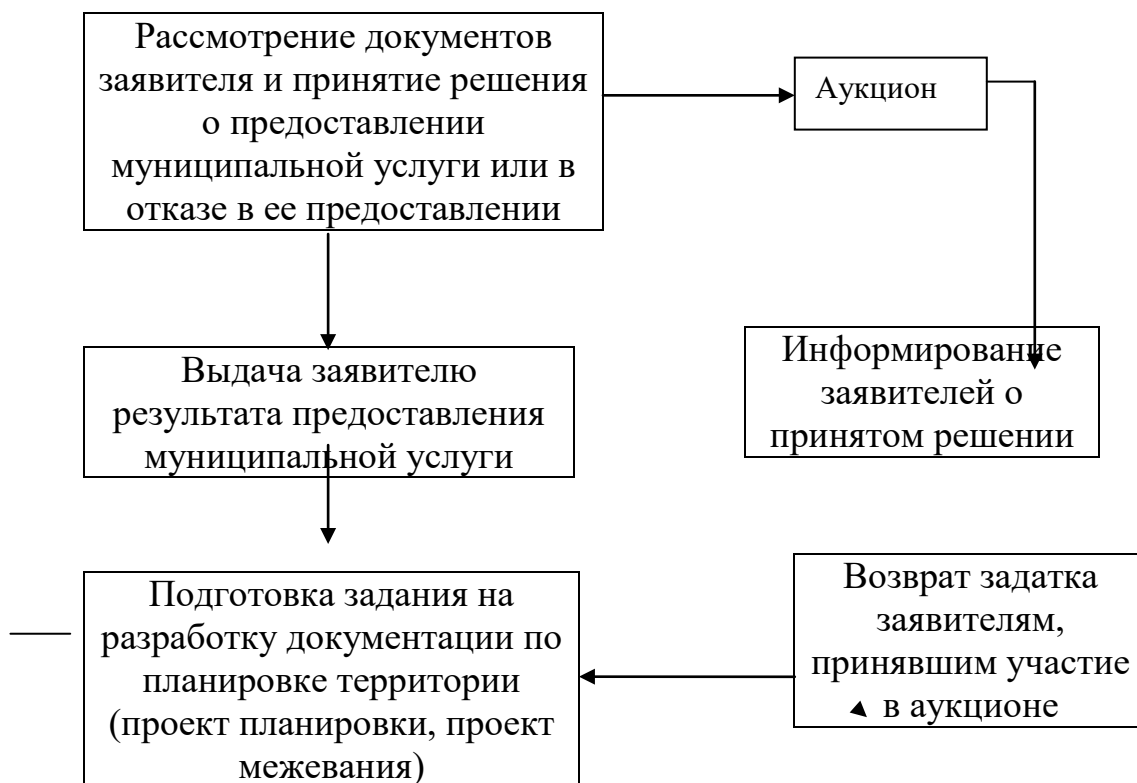 Рассмотрение документов
заявителя и принятие решения
о предоставлении
муниципальной услуги или в
отказе в ее предоставлении
Аукцион
Информирование
заявителей о
принятом решении
Выдача заявителю
результата предоставления
муниципальной услуги
Подготовка задания на
разработку документации по
планировке территории
(проект планировки, проект
межевания)
Возврат задатка
заявителям,
принявшим участие
в аукционе